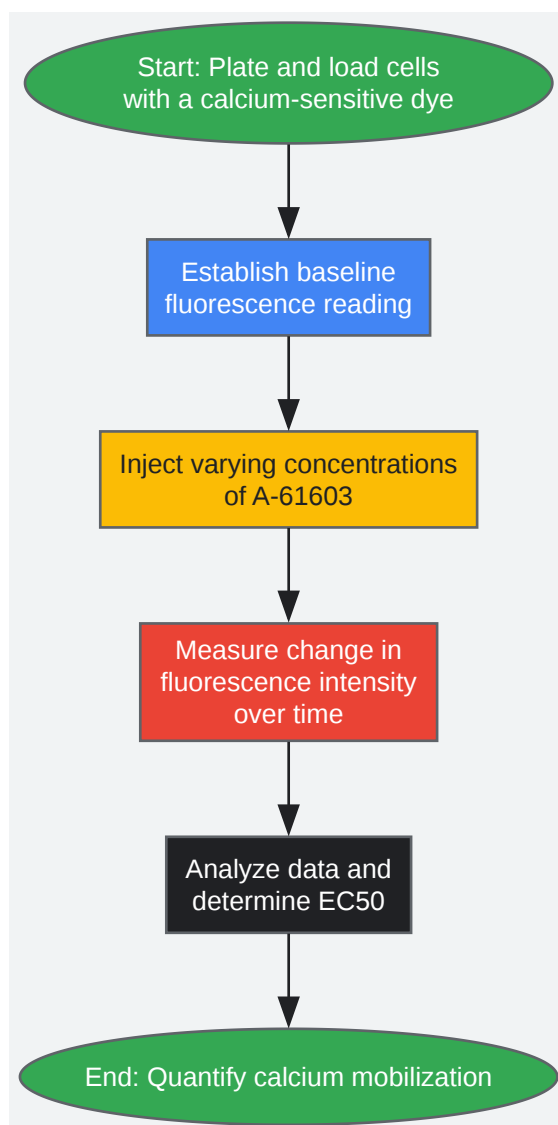 Start: Plate and load cells
with a calcium-sensitive dye
Establish baseline
fluorescence reading
Inject varying concentrations
of A-61603
Measure change in
fluorescence intensity
over time
Analyze data and
determine EC50
End: Quantify calcium mobilization